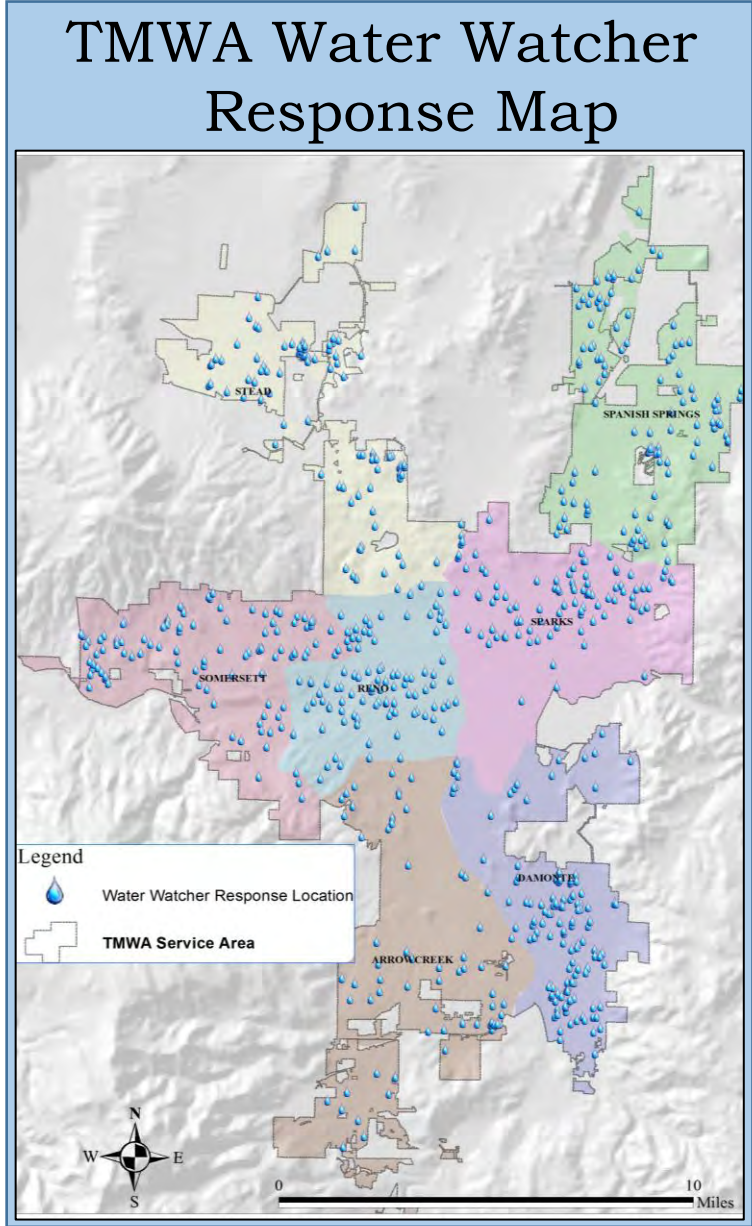 TMWA Water Watcher
Response Map
STEAD
SPANISH SPRINGS
SPARKS
SOMERSETT
RENO
Legend
Water Watcher Response Location
TMWA Service Area
DAMONTE
ARROWCREEK
N
W E
S
0 10
Miles